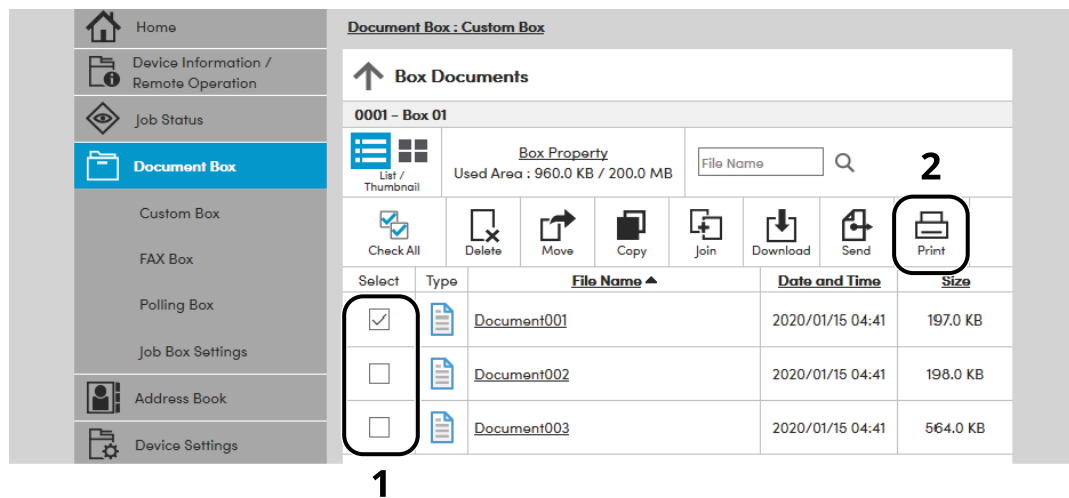 Home
Device Information /
Remote Operation
Job Status
Document Box
Custom Box
FAX Box
Polling Box
Job Box Settings
Address Book
Device Settings
Document Box : Custom Box
Box Documents
0001 - Box 01
List /
Thumbnail
Box Property
Used Area : 960.0 KB / 200.0 MB
File Name
2
Check All Delete Move Copy Join Download Send Print
Select Type File Name Date and Time Size
Document001 2020/01/15 04:41 197.0 KB
Document002 2020/01/15 04:41 198.0 KB
Document003 2020/01/15 04:41 564.0 KB
1